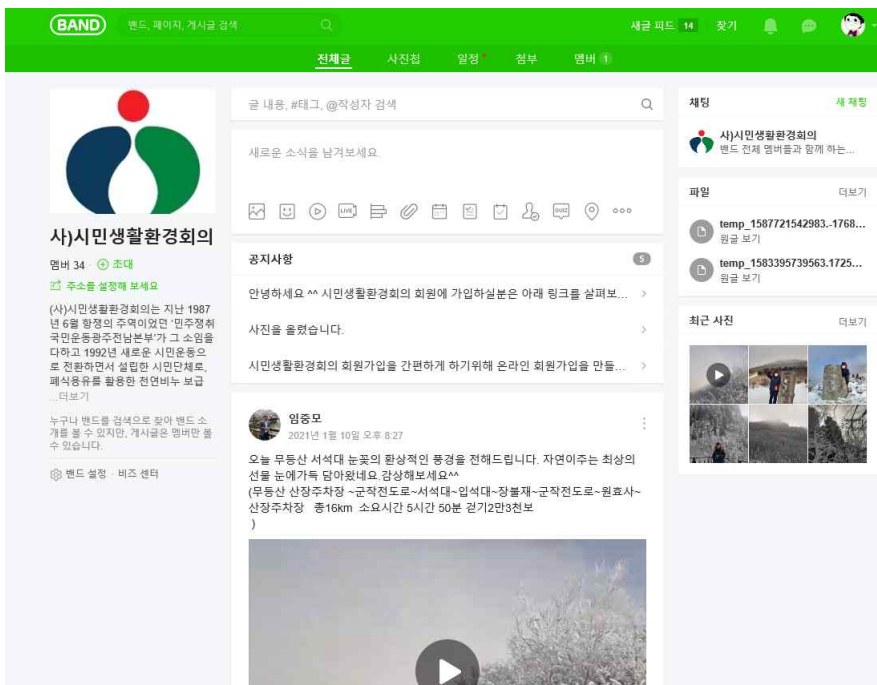 BAND
밴드, 페이지, 게시글 검색
새글 피드 14 찾기
전체글 사진첩 일정 첨부 멤버 1
사)시민생활환경회의
멤버 34 · 초대
주소를 설정해 보세요
(사)시민생활환경회의는 지난 1987
년 6월 항쟁의 주역이었던 '민주쟁취
국민운동광주전남본부'가 그 소임을
다하고 1992년 새로운 시민운동으
로 전환하면서 설립한 시민단체로,
폐식용유를 활용한 천연비누 보급
...더보기
누구나 밴드를 검색으로 찾아 밴드 소
개를 볼 수 있지만, 게시글은 멤버만 볼
수 있습니다.
밴드 설정 · 비즈 센터
글 내용, #태그, @작성자 검색
새로운 소식을 남겨보세요.
LIVE
QUIZ
공지사항 5
안녕하세요 ^^ 시민생활환경회의 회원에 가입하실분은 아래 링크를 살펴보...
사진을 올렸습니다.
시민생활환경회의 회원가입을 간편하게 하기위해 온라인 회원가입을 만들...
임중모
2021년 1월 10일 오후 8:27
오늘 무등산 서석대 눈꽃의 환상적인 풍경을 전해드립니다. 자연이주는 최상의
선물 눈에가득 담아왔네요.감상해보세요^^
(무등산 산장주차장 ~군작전도로~서석대~입석대~장불재~군작전도로~원효사~
산장주차장 총16km 소요시간 5시간 50분 걷기2만3천보
)
채팅 새 채팅
사)시민생활환경회의
밴드 전체 멤버들과 함께 하는...
파일 더보기
temp_1587721542983.-1768...
원글 보기
temp_1583395739563.1725...
원글 보기
최근 사진 더보기